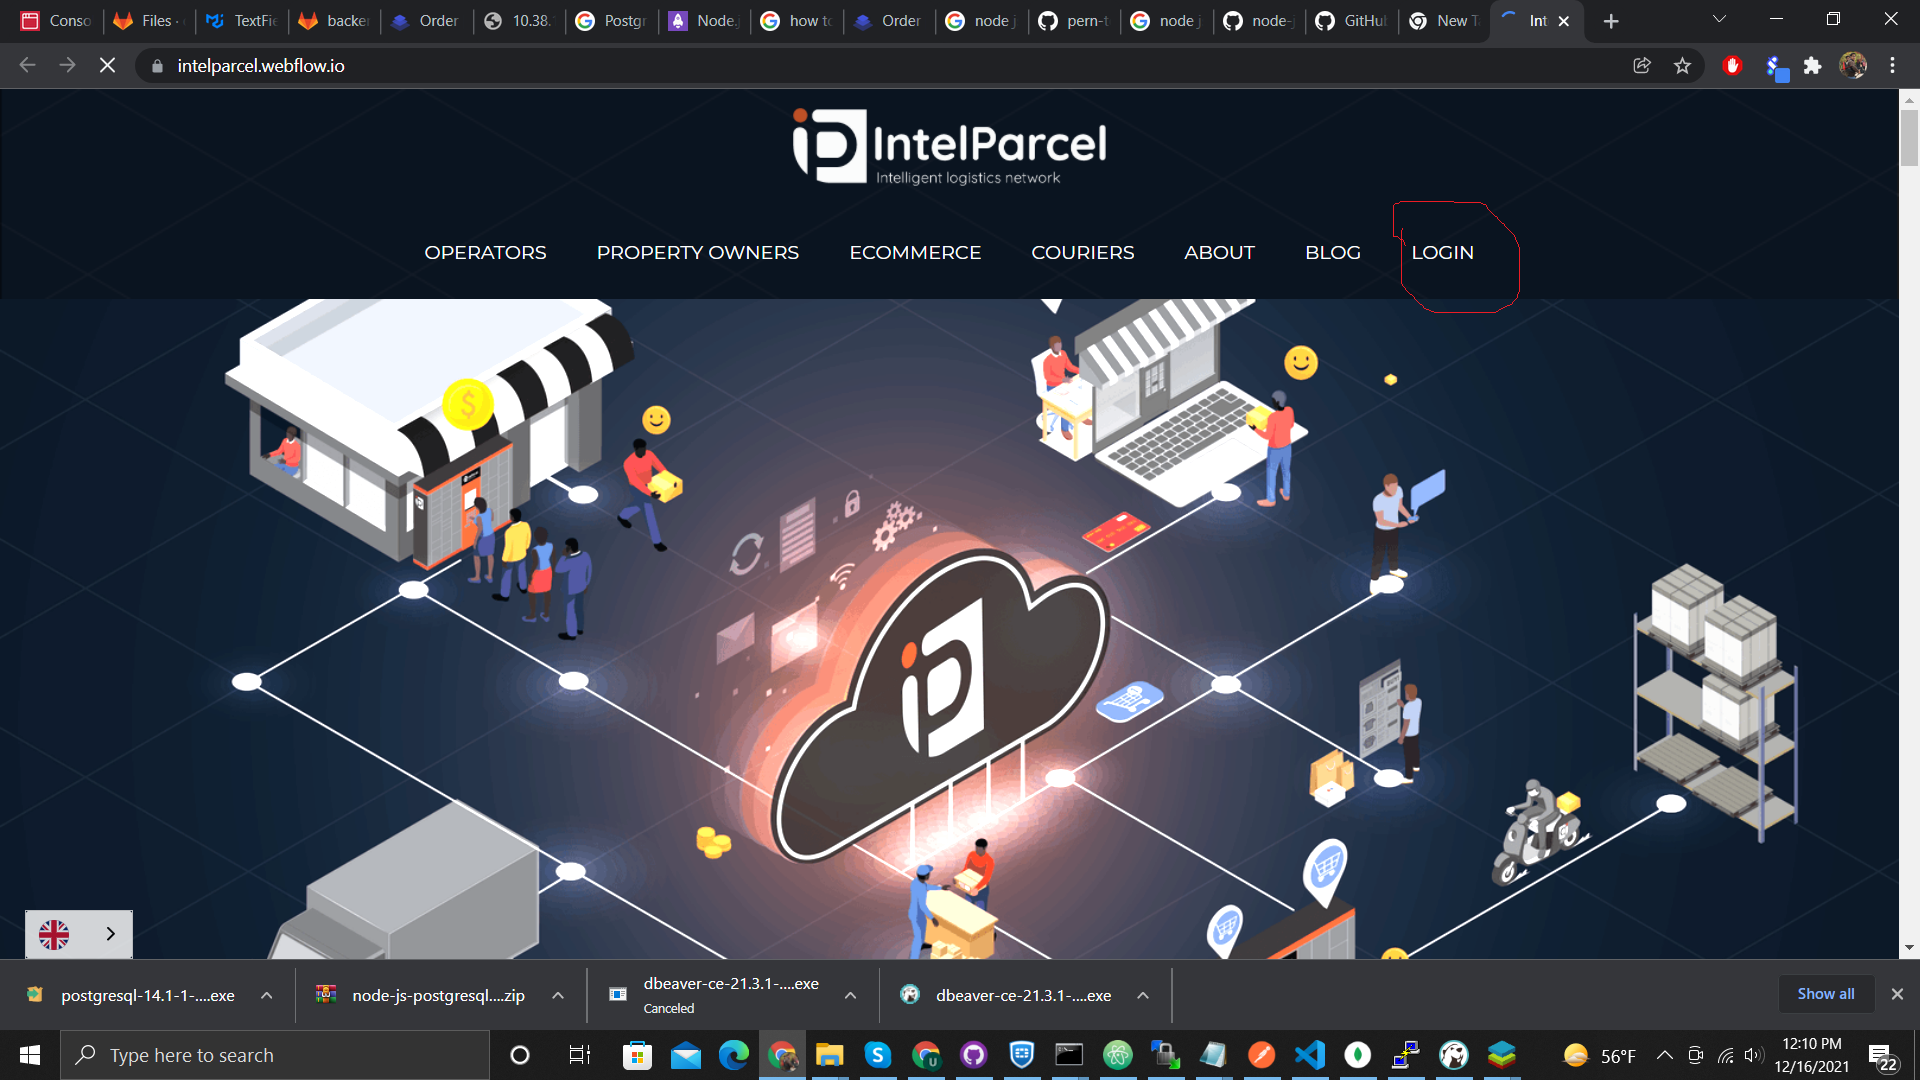 Conso
Files ·
TextFie
backer
Order
10.38.
Postgr
Node.j
how to
Order
node j
pern-t
node j
node-j
GitHub
New T
Int
intelparcel.webflow.io
IntelParcel
Intelligent logistics network
OPERATORS PROPERTY OWNERS ECOMMERCE COURIERS ABOUT BLOG LOGIN
postgresql-14.1-1-....exe
node-js-postgresql....zip
dbeaver-ce-21.3.1-....exe
Canceled
dbeaver-ce-21.3.1-....exe
Show all
Type here to search
56°F
12:10 PM
12/16/2021
22